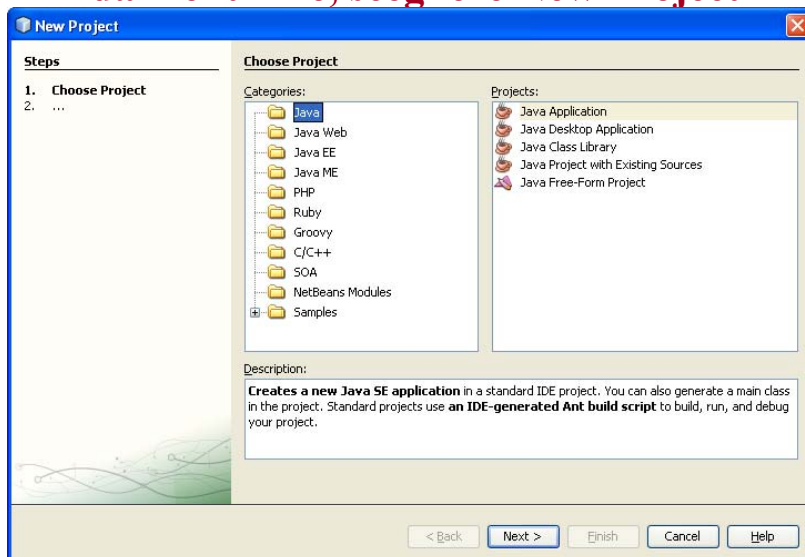 New Project
Steps
1. Choose Project
2. ...
Choose Project
Categories:
Java
Java Web
Java EE
Java ME
PHP
Ruby
Groovy
C/C++
SOA
NetBeans Modules
Samples
Projects:
Java Application
Java Desktop Application
Java Class Library
Java Project with Existing Sources
Java Free-Form Project
Description:
Creates a new Java SE application in a standard IDE project. You can also generate a main class
in the project. Standard projects use an IDE-generated Ant build script to build, run, and debug
your project.
< Back
Next >
Finish
Cancel
Help